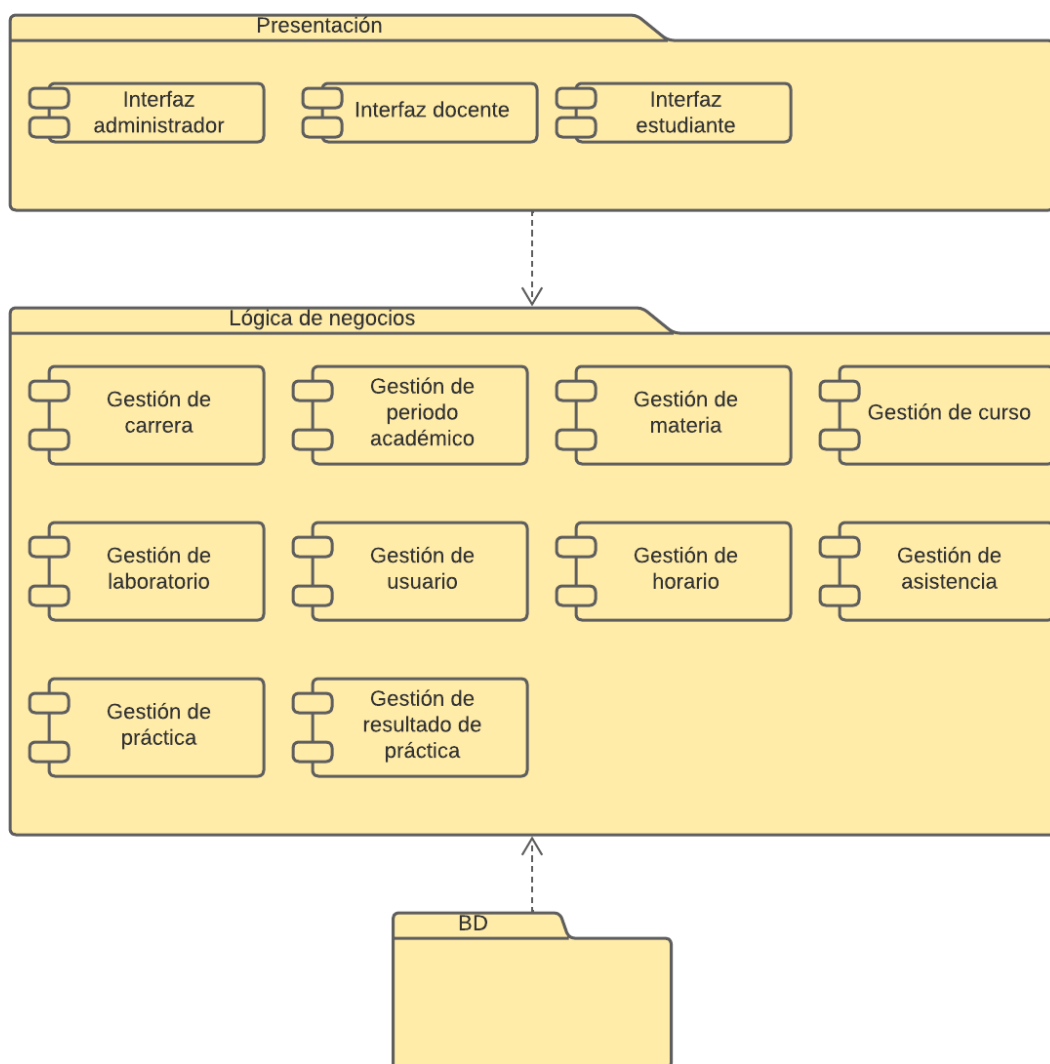 Presentación
Interfaz
administrador
Interfaz docente
Interfaz
estudiante
Lógica de negocios
Gestión de
carrera
Gestión de
periodo
académico
Gestión de
materia
Gestión de curso
Gestión de
laboratorio
Gestión de
usuario
Gestión de
horario
Gestión de
asistencia
Gestión de
práctica
Gestión de
resultado de
práctica
BD